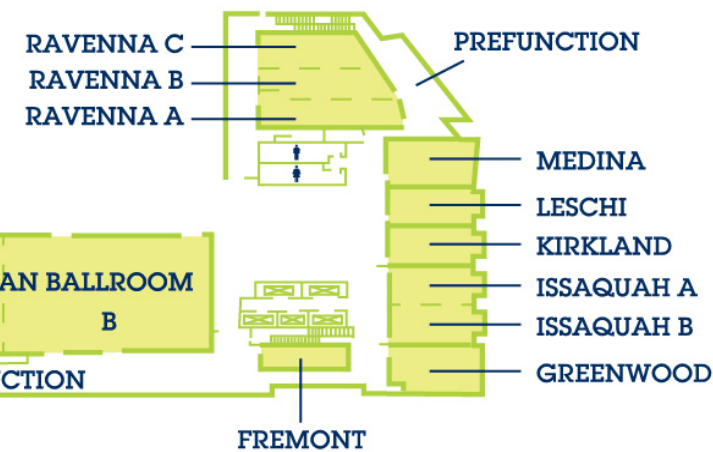 RAVENNA C
RAVENNA B
RAVENNA A
PREFUNCTION
MEDINA
LESCHI
KIRKLAND
ISSAQUAH A
ISSAQUAH B
GREENWOOD
AN BALLROOM
B
CTION
FREMONT